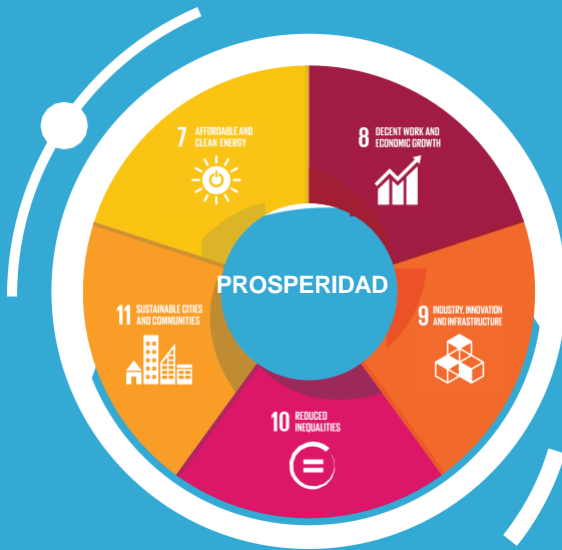 7 AFFORDABLE AND
CLEAN ENERGY
8 DECENT WORK AND
ECONOMIC GROWTH
PROSPERIDAD
11 SUSTAINABLE CITIES
AND COMMUNITIES
9 INDUSTRY, INNOVATION
AND INFRASTRUCTURE
10 REDUCED
INEQUALITIES